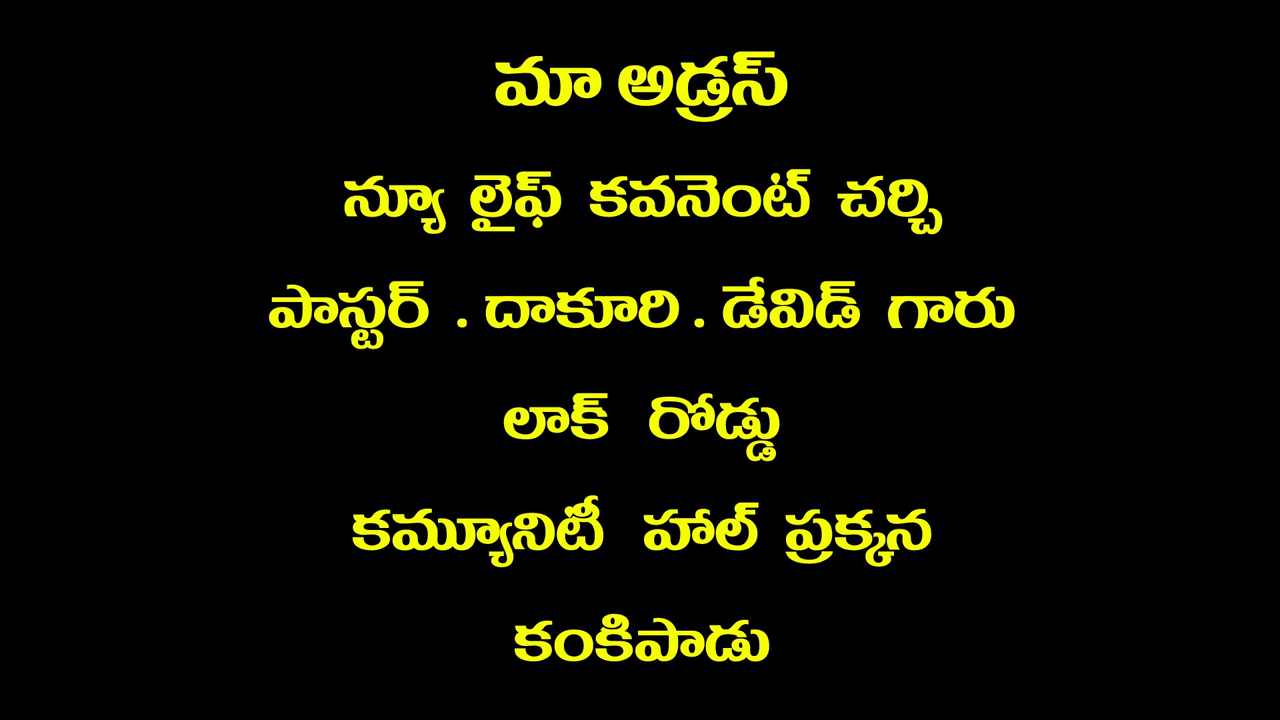 మా అడ్రస్
న్యూ లైఫ్ కవనెంట్ చర్చి
పాస్టర్ . దాకూరి . డేవిడ్ గారు
లాక్ రోడ్డు
కమ్యూనిటీ హాల్ ప్రక్కన
కంకిపాడు